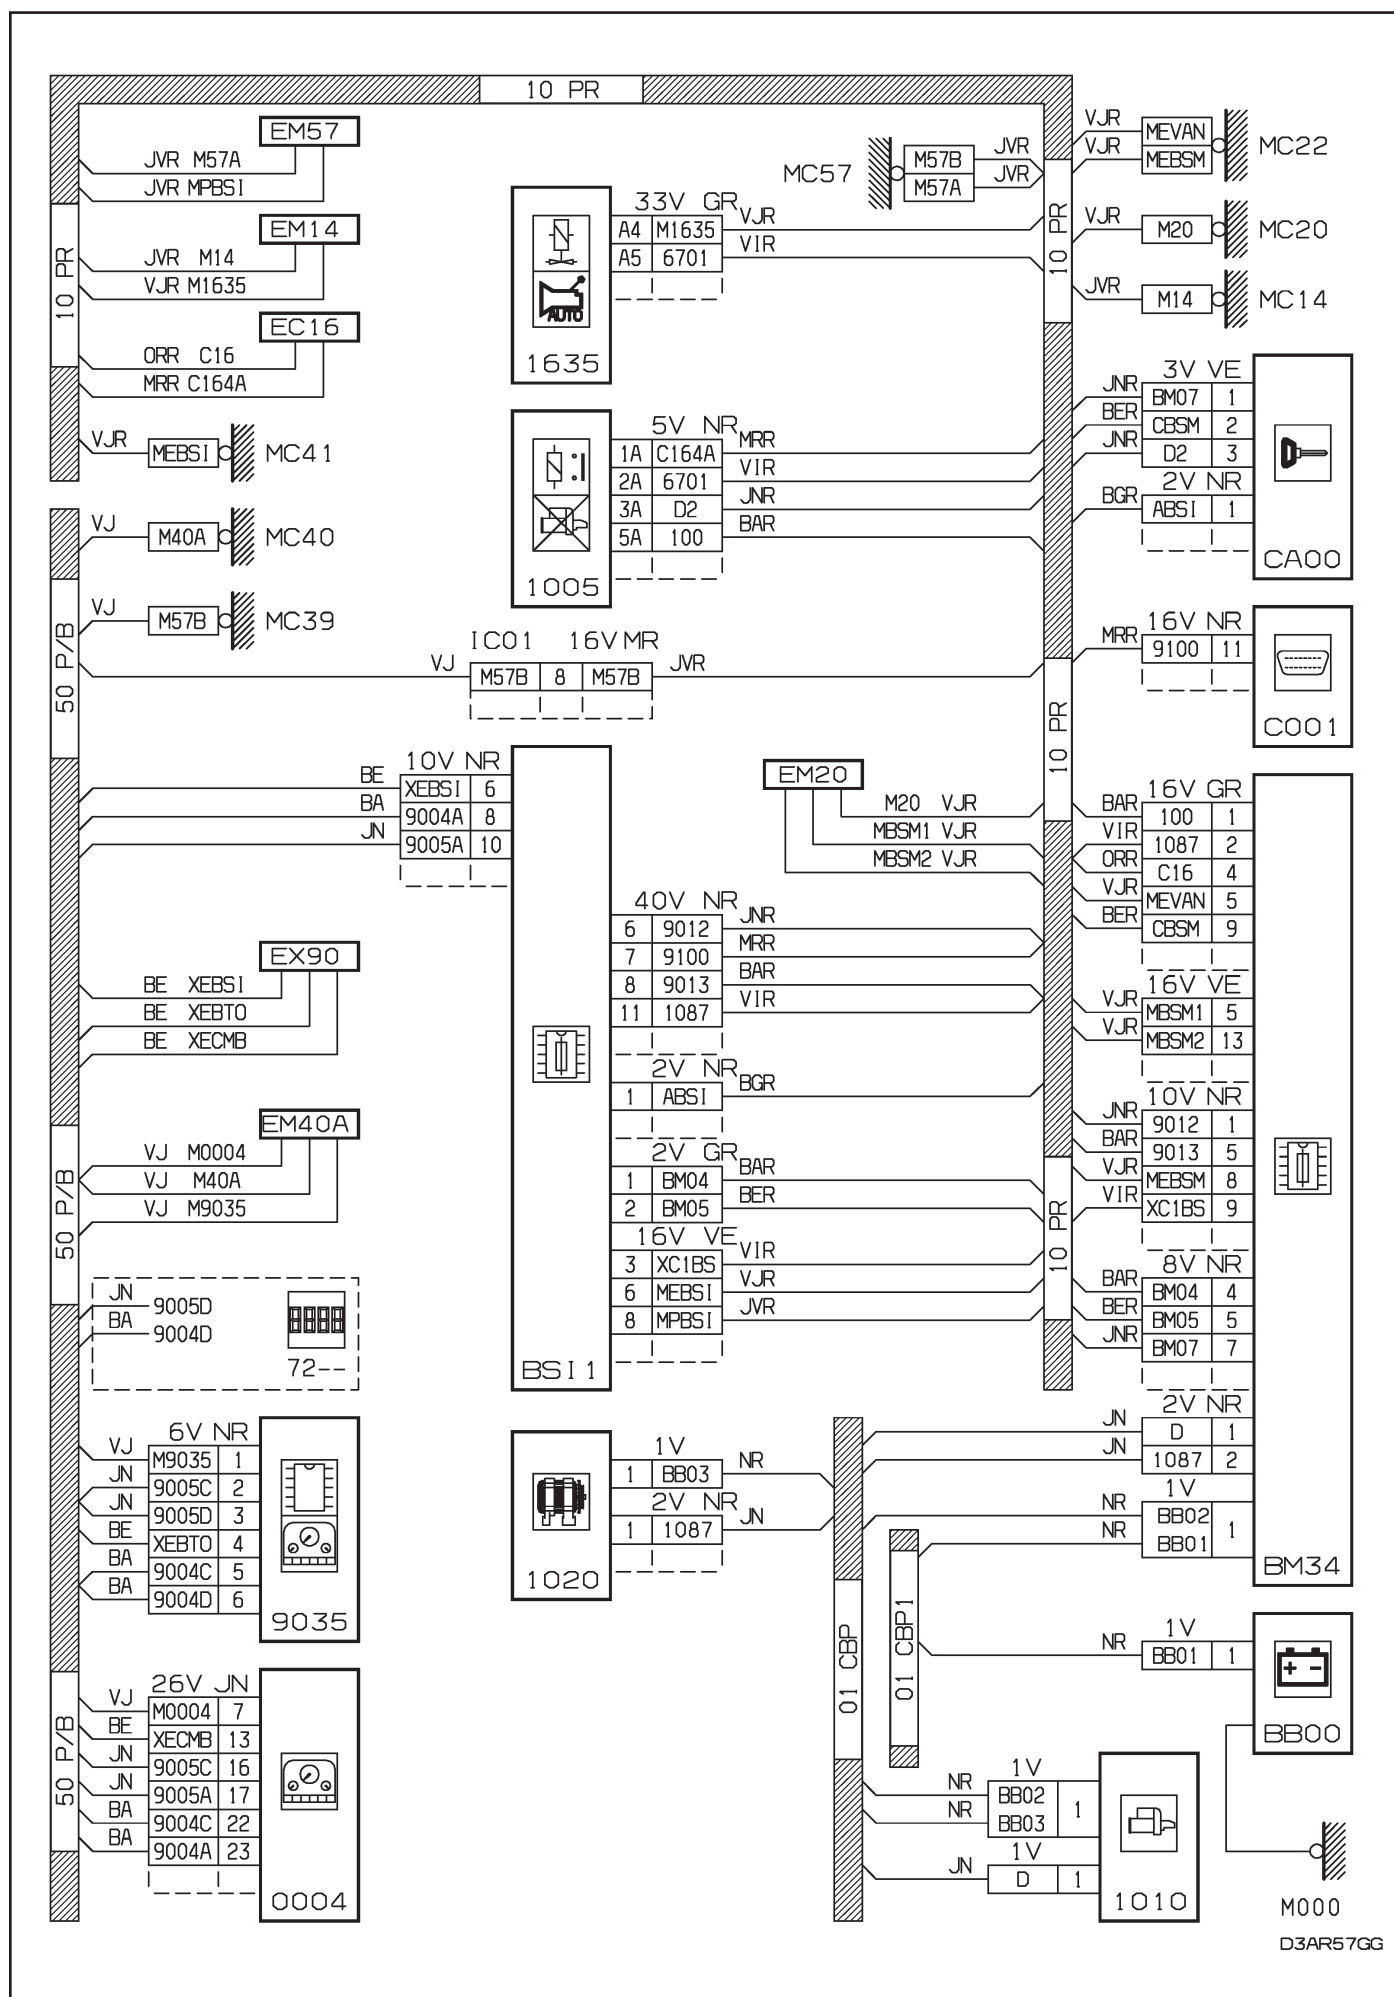 10 PR
EM57
JVR M57A
JVR MPBSI
EM14
JVR M14
VJR M1635
EC16
ORR C16
MRR C164A
10 PR
VJR MEBSI MC41
VJ M40A MC40
VJ M57B MC39
50 P/B
33V GR
A4 M1635 VJR
A5 6701 VIR
AUTO
1635
MC57
M57B JVR
M57A JVR
10 PR
VJR MEVAN
VJR MEBSM
MC22
VJR M20 MC20
JVR M14 MC14
5V NR
1A C164A MRR
2A 6701 VIR
3A D2 JNR
5A 100 BAR
1005
3V VE
JNR BM07 1
BER CBSM 2
JNR D2 3
2V NR
BGR ABSI 1
CA00
IC01 16V MR
VJ M57B 8 M57B JVR
16V NR
MRR 9100 11
C001
10 PR
10V NR
BE XEBSI 6
BA 9004A 8
JN 9005A 10
EM20
M20 VJR
MBSM1 VJR
MBSM2 VJR
40V NR
6 9012 JNR
7 9100 MRR
8 9013 BAR
11 1087 VIR
2V NR
1 ABSI BGR
2V GR
1 BM04 BAR
2 BM05 BER
16V VE
3 XC1BS VIR
6 MEBSI VJR
8 MPBSI JVR
BSI1
10 PR
16V GR
BAR 100 1
VIR 1087 2
ORR C16 4
VJR MEVAN 5
BER CBSM 9
16V VE
VJR MBSM1 5
VJR MBSM2 13
10V NR
JNR 9012 1
BAR 9013 5
VJR MEBSM 8
VIR XC1BS 9
8V NR
BAR BM04 4
BER BM05 5
JNR BM07 7
2V NR
JN D 1
JN 1087 2
1V
NR BB02
NR BB01
1
BM34
EX90
BE XEBSI
BE XEBTO
BE XECMB
EM40A
VJ M0004
VJ M40A
VJ M9035
50 P/B
JN 9005D
BA 9004D
72--
6V NR
VJ M9035 1
JN 9005C 2
JN 9005D 3
BE XEBTO 4
BA 9004C 5
BA 9004D 6
9035
1V
1 BB03 NR
2V NR
1 1087 JN
1020
01 CBP
01 CBP1
1V
NR BB01 1
+ -
BB00
50 P/B
26V JN
VJ M0004 7
BE XECMB 13
JN 9005C 16
JN 9005A 17
BA 9004C 22
BA 9004A 23
0004
1V
NR BB02
NR BB03
1
1V
JN D 1
1010
M000
D3AR57GG